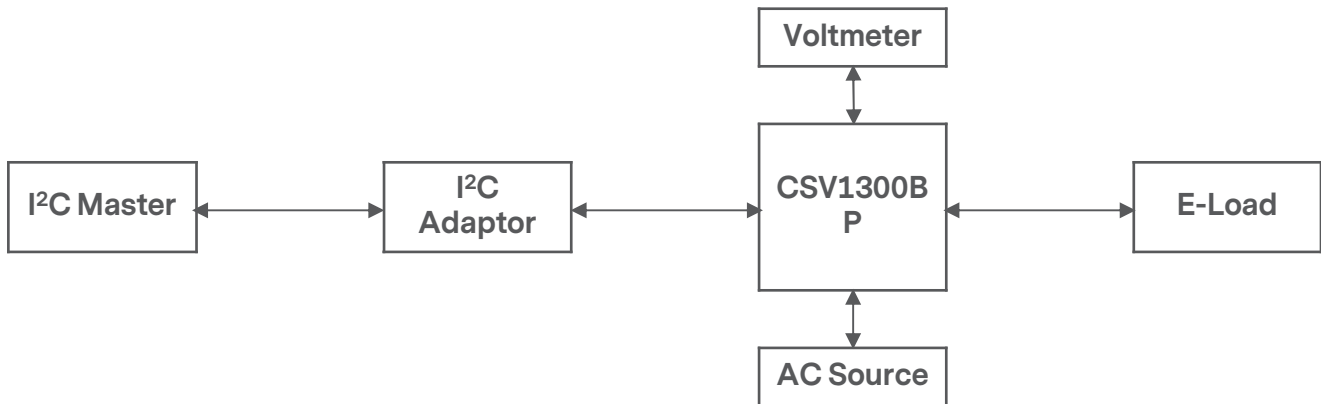 Voltmeter
I²C Master
I²C
Adaptor
CSV1300B
P
E-Load
AC Source